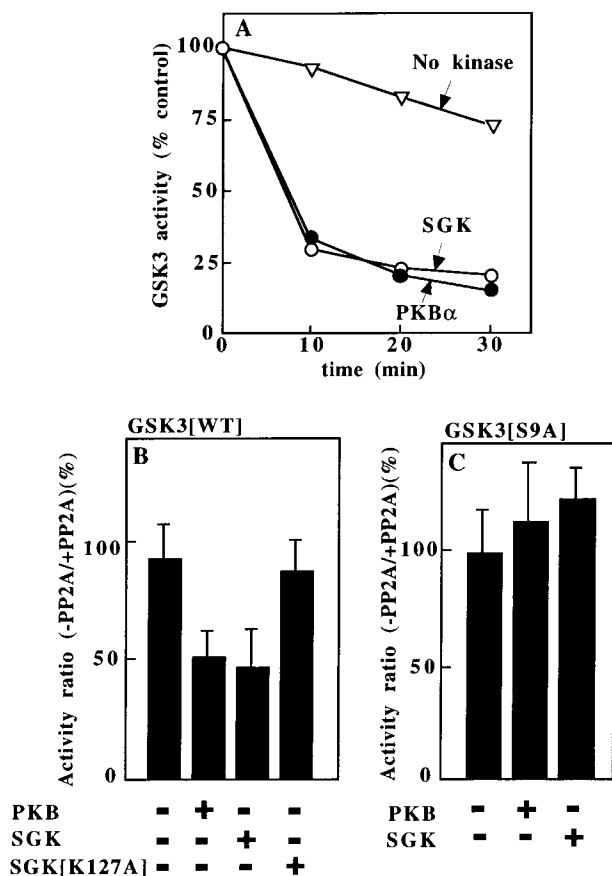 A
GSK3 activity (% control)
100
75
50
25
0
No kinase
SGK
PKBα
0 10 20 30
time (min)
GSK3[WT]
B
Activity ratio (-PP2A/+PP2A)(%)
100
50
0
GSK3[S9A]
C
Activity ratio (-PP2A/+PP2A)(%)
100
50
0
PKB - + - -
SGK - - + -
SGK[K127A] - - - +
PKB - + -
SGK - - +